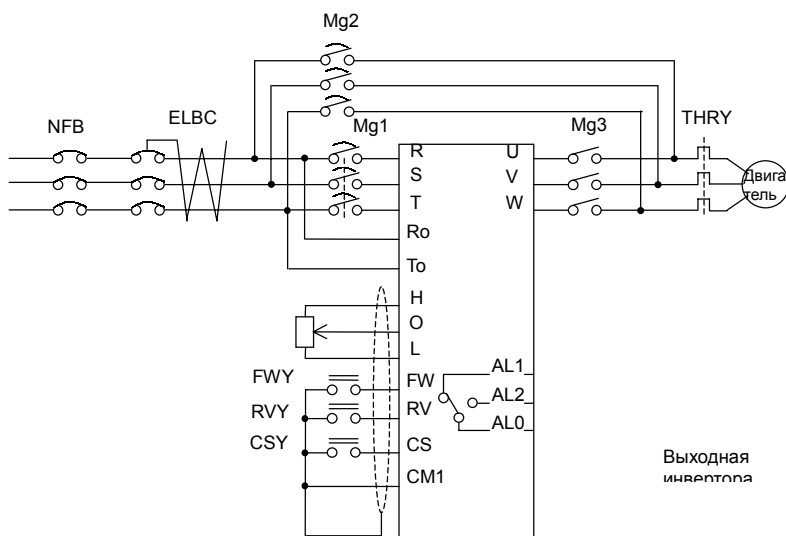 Mg2
NFB
ELBC
Mg1
Mg3
THRY
R
U
S
V
T
W
Двига
тель
Ro
To
H
O
L
AL1
FWY
FW
AL2
RVY
RV
AL0
CSY
CS
CM1
Выходная
инвертора